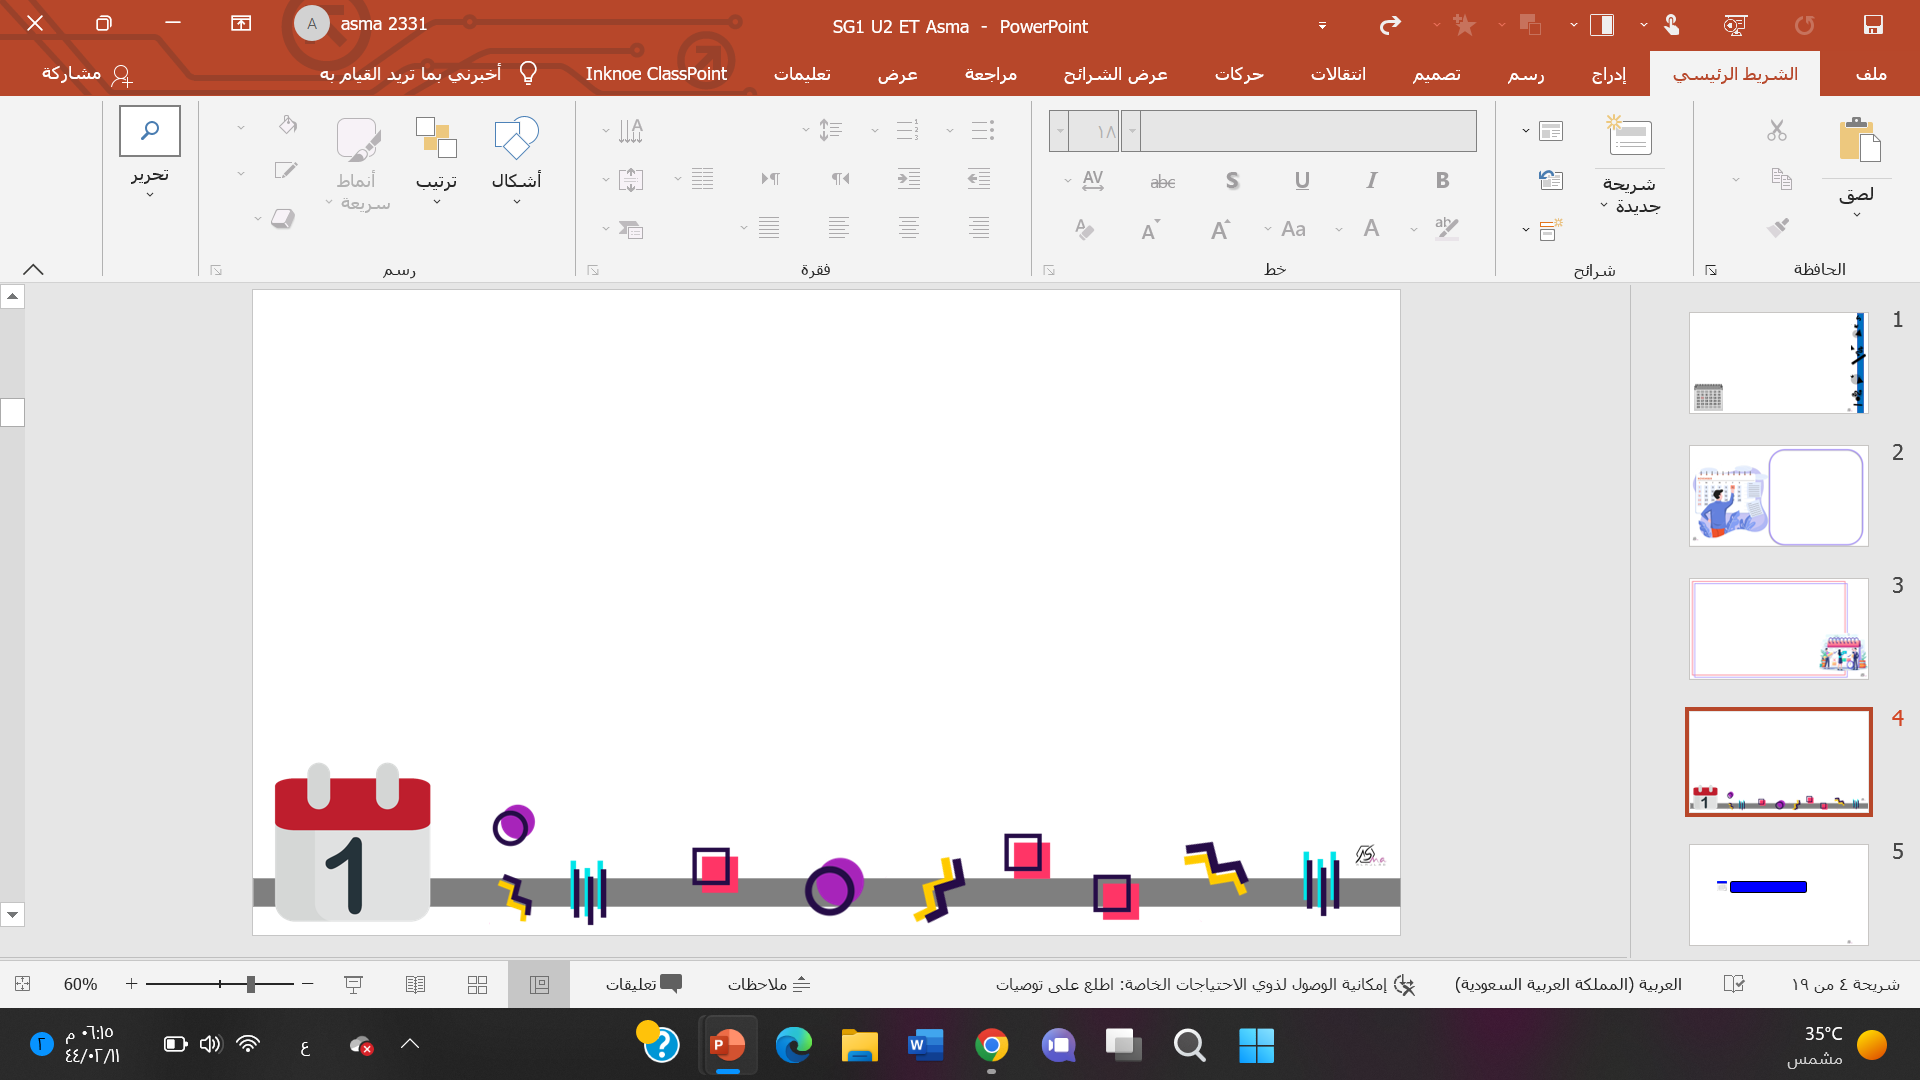 asma 2331
SG1 U2 ET Asma - PowerPoint
ملف
الشريط الرئيسي
إدراج
رسم
تصميم
انتقالات
حركات
عرض الشرائح
مراجعة
عرض
تعليمات
Inknoe ClassPoint
أخبرني بما تريد القيام به
مشاركة
لصق
الحافظة
شريحة
جديدة
شرائح
١٨
خط
فقرة
أشكال
ترتيب
أنماط
سريعة
رسم
تحرير
1
2
3
4
5
1
شريحة ٤ من ١٩
العربية (المملكة العربية السعودية)
إمكانية الوصول لذوي الاحتياجات الخاصة: اطلع على توصيات
ملاحظات
تعليقات
60%
35°C
مشمس
ع
٠٦:١٥ م
٤٤/٠٢/١١
٢